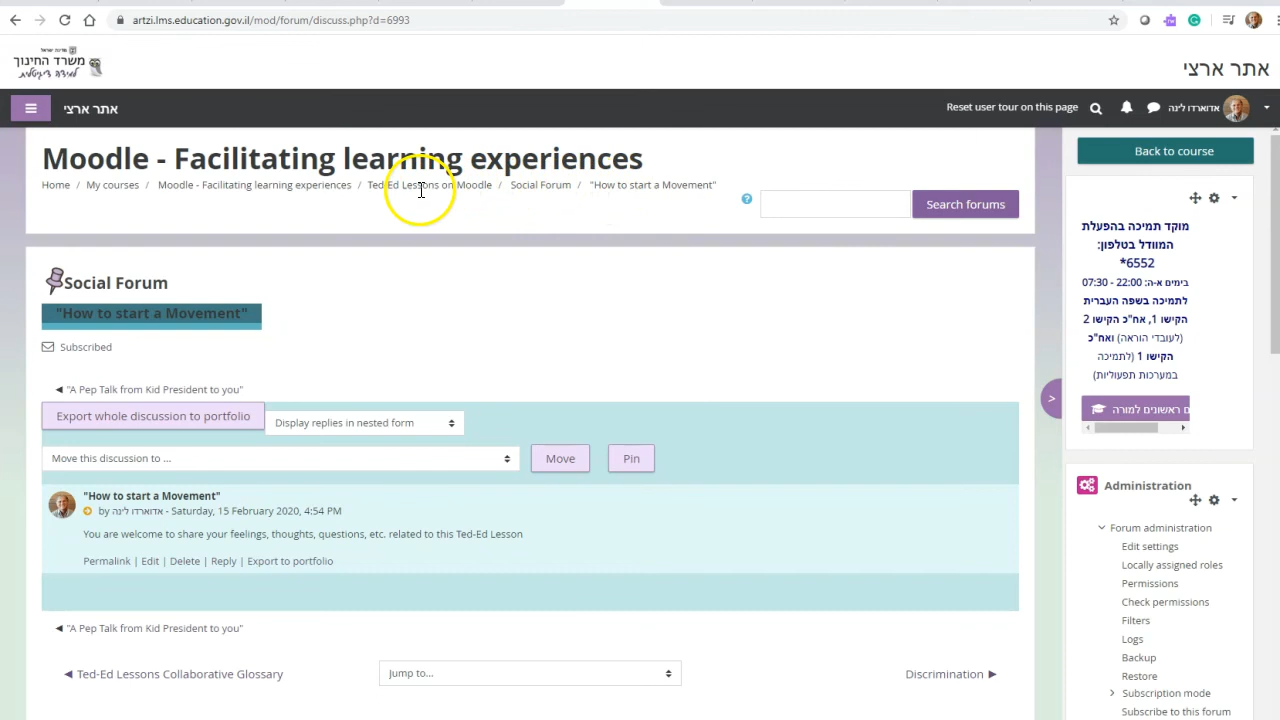 artzi.lms.education.gov.il/mod/forum/discuss.php?d=6993
מדינת ישראל
משרד החינוך
למידה דיגיטלית
אתר ארצי
אתר ארצי
Reset user tour on this page
אדוארדו לינה
Moodle - Facilitating learning experiences
Home / My courses / Moodle - Facilitating learning experiences / Ted-Ed Lessons on Moodle / Social Forum / "How to start a Movement"
Search forums
Back to course
Social Forum
"How to start a Movement"
Subscribed
◀ "A Pep Talk from Kid President to you"
Export whole discussion to portfolio
Display replies in nested form
Move this discussion to ...
Move
Pin
"How to start a Movement"
by אדוארדו לינה - Saturday, 15 February 2020, 4:54 PM
You are welcome to share your feelings, thoughts, questions, etc. related to this Ted-Ed Lesson
Permalink | Edit | Delete | Reply | Export to portfolio
◀ "A Pep Talk from Kid President to you"
◀ Ted-Ed Lessons Collaborative Glossary
Jump to...
Discrimination ▶
מוקד תמיכה בהפעלת
המוודל בטלפון:
*6552
בימים א-ה: 22:00 - 07:30
לתמיכה בשפה העברית
הקישו 1, אח"כ הקישו 2
(לעובדי הוראה) ואח"כ
הקישו 1 (לתמיכה
במערכות תפעוליות)
ם ראשונים למורה
>
Administration
Forum administration
Edit settings
Locally assigned roles
Permissions
Check permissions
Filters
Logs
Backup
Restore
Subscription mode
Subscribe to this forum